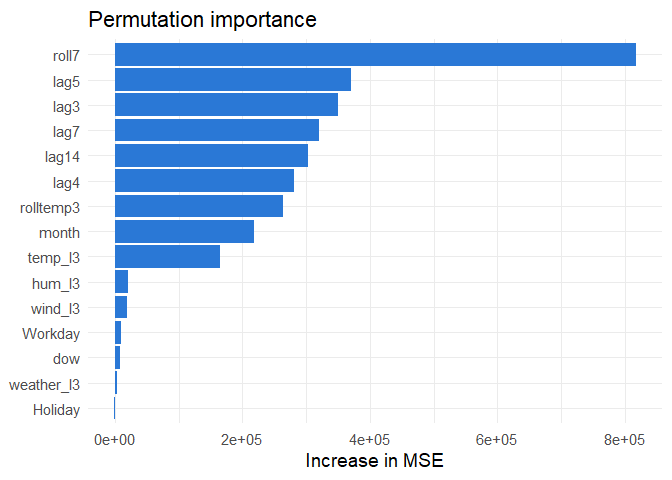 Permutation importance
roll7
lag5
lag3
lag7
lag14
lag4
rolltemp3
month
temp_l3
hum_l3
wind_l3
Workday
dow
weather_l3
Holiday
0e+00 2e+05 4e+05 6e+05 8e+05
Increase in MSE